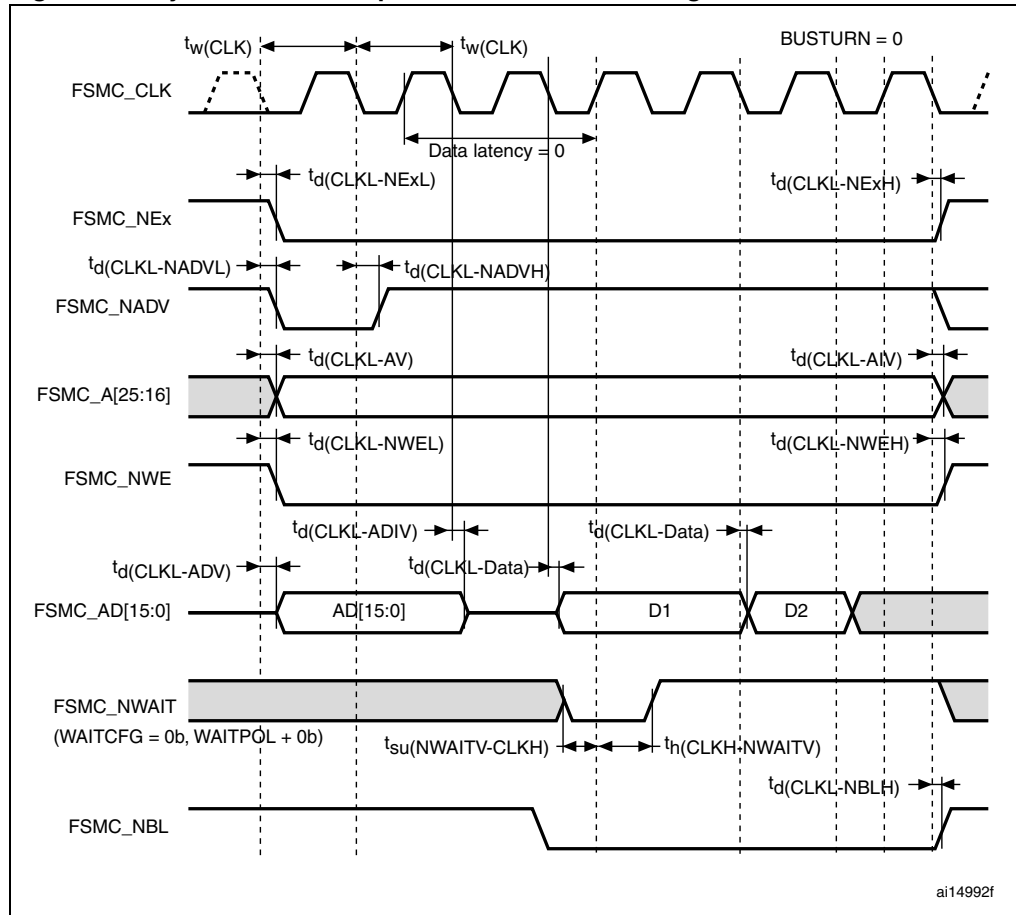 BUSTURN = 0
tw(CLK) tw(CLK)
FSMC_CLK
Data latency = 0
td(CLKL-NExL) td(CLKL-NExH)
FSMC_NEx
td(CLKL-NADVL) td(CLKL-NADVH)
FSMC_NADV
td(CLKL-AV) td(CLKL-AIV)
FSMC_A[25:16]
td(CLKL-NWEL) td(CLKL-NWEH)
FSMC_NWE
td(CLKL-ADIV) td(CLKL-Data)
td(CLKL-ADV) td(CLKL-Data)
FSMC_AD[15:0] AD[15:0] D1 D2
FSMC_NWAIT
(WAITCFG = 0b, WAITPOL + 0b)
tsu(NWAITV-CLKH) th(CLKH-NWAITV)
td(CLKL-NBLH)
FSMC_NBL
ai14992f